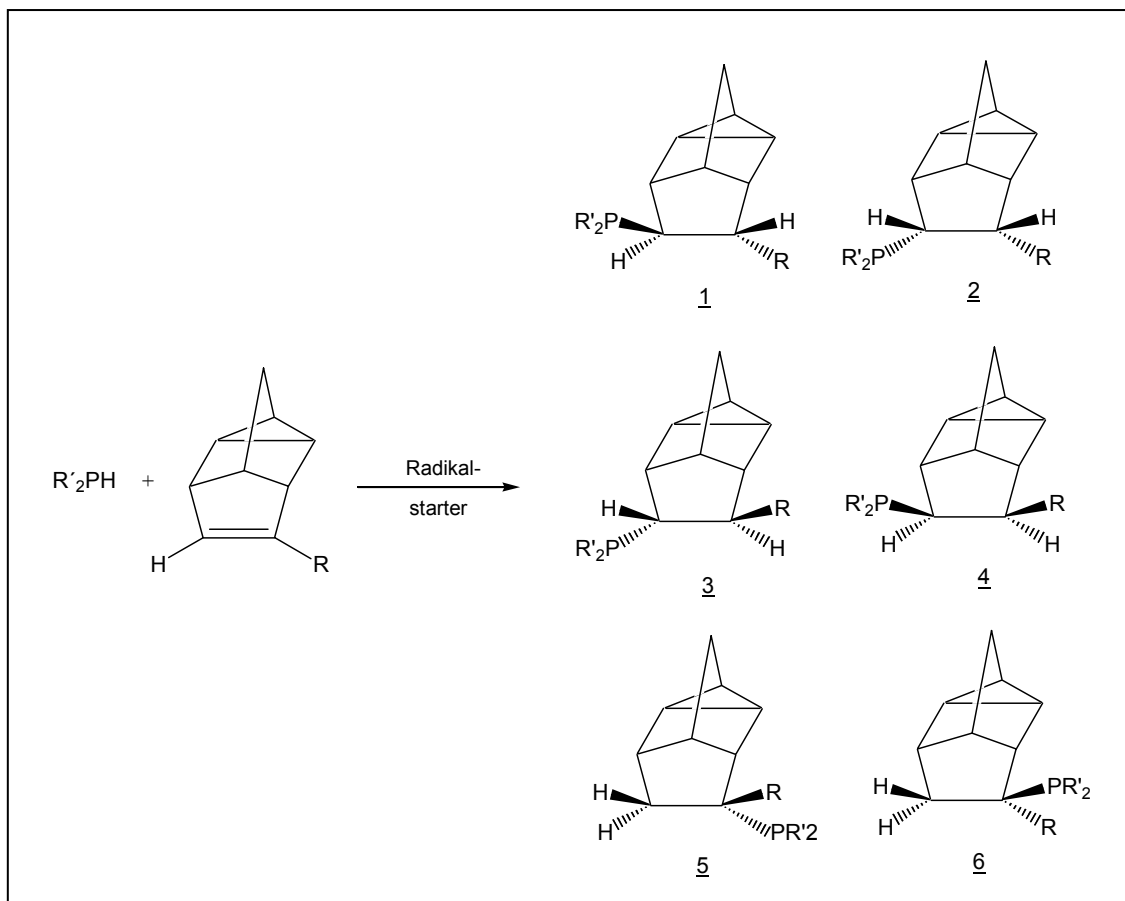 R'₂P H H H
H R R'₂P R
1 2
R´₂PH + Radikal-
starter
H R
H R R'₂P R
R'₂P H H H
3 4
H R H PR'₂
H PR'2 H R
5 6